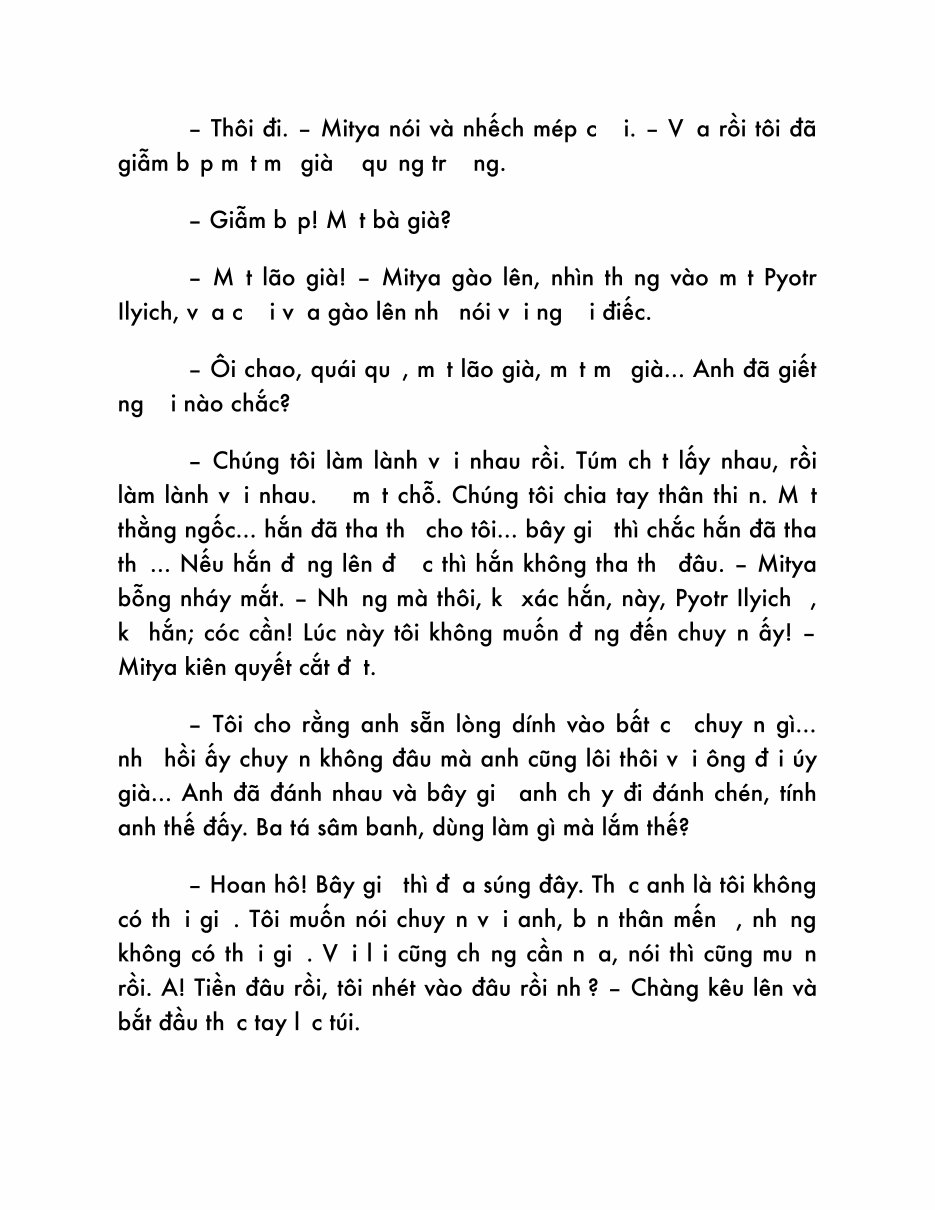 – Thôi đi. – Mitya nói và nhếch mép c i. – V a rồi tôi đã
giẫm b p m t m già qu ng tr ng.
– Giẫm b p! M t bà già?
– M t lão già! – Mitya gào lên, nhìn th ng vào m t Pyotr
Ilyich, v a c i v a gào lên nh nói v i ng i điếc.
– Ôi chao, quái qu , m t lão già, m t m già... Anh đã giết
ng i nào chắc?
– Chúng tôi làm lành v i nhau rồi. Túm ch t lấy nhau, rồi
làm lành v i nhau. m t chỗ. Chúng tôi chia tay thân thi n. M t
thằng ngốc... hắn đã tha th cho tôi... bây gi thì chắc hắn đã tha
th ... Nếu hắn đ ng lên đ c thì hắn không tha th đâu. – Mitya
bỗng nháy mắt. – Nh ng mà thôi, k xác hắn, này, Pyotr Ilyich ,
k hắn; cóc cần! Lúc này tôi không muốn đ ng đến chuy n ấy! –
Mitya kiên quyết cắt đ t.
– Tôi cho rằng anh sẵn lòng dính vào bất c chuy n gì...
nh hồi ấy chuy n không đâu mà anh cũng lôi thôi v i ông đ i úy
già... Anh đã đánh nhau và bây gi anh ch y đi đánh chén, tính
anh thế đấy. Ba tá sâm banh, dùng làm gì mà lắm thế?
– Hoan hô! Bây gi thì đ a súng đây. Th c anh là tôi không
có th i gi . Tôi muốn nói chuy n v i anh, b n thân mến , nh ng
không có th i gi . V i l i cũng ch ng cần n a, nói thì cũng mu n
rồi. A! Tiền đâu rồi, tôi nhét vào đâu rồi nh ? – Chàng kêu lên và
bắt đầu th c tay l c túi.